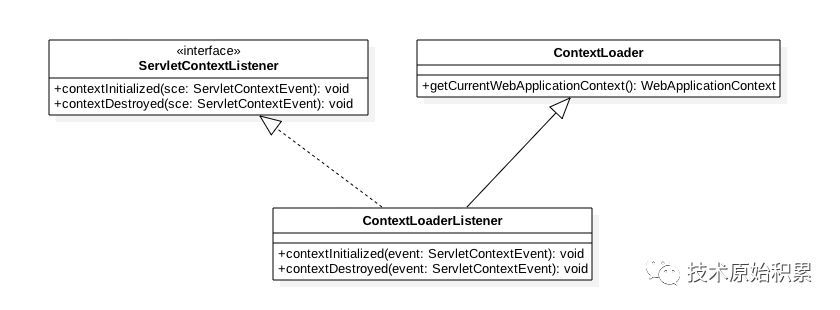 «interface»
ServletContextListener
+contextInitialized(sce: ServletContextEvent): void
+contextDestroyed(sce: ServletContextEvent): void
ContextLoader
+getCurrentWebApplicationContext(): WebApplicationContext
ContextLoaderListener
+contextInitialized(event: ServletContextEvent): void
+contextDestroyed(event: ServletContextEvent): void
技术原始积累